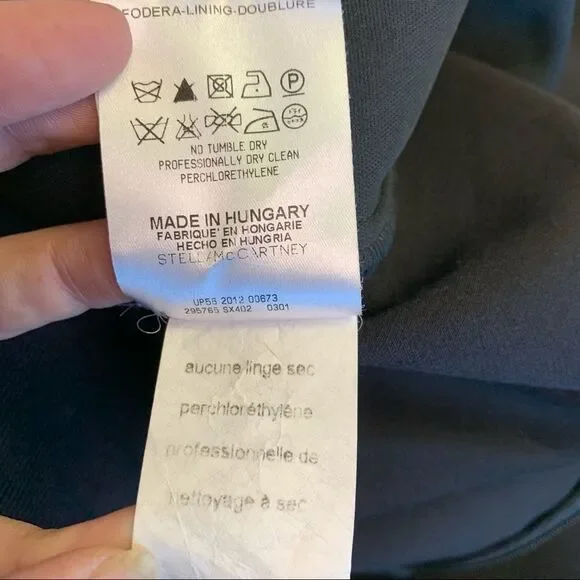 FODERA-LINING-DOUBLURE
P
NO TUMBLE DRY
PROFESSIONALLY DRY CLEAN
PERCHLORETHYLENE
MADE IN HUNGARY
FABRIQUE' EN HONGARIE
HECHO EN HUNGRIA
STELLA McCARTNEY
UPSS 2012 00673
295765 SX402 0301
aucune linge sec
perchloréthylène
professionnelle de
nettoyage à sec